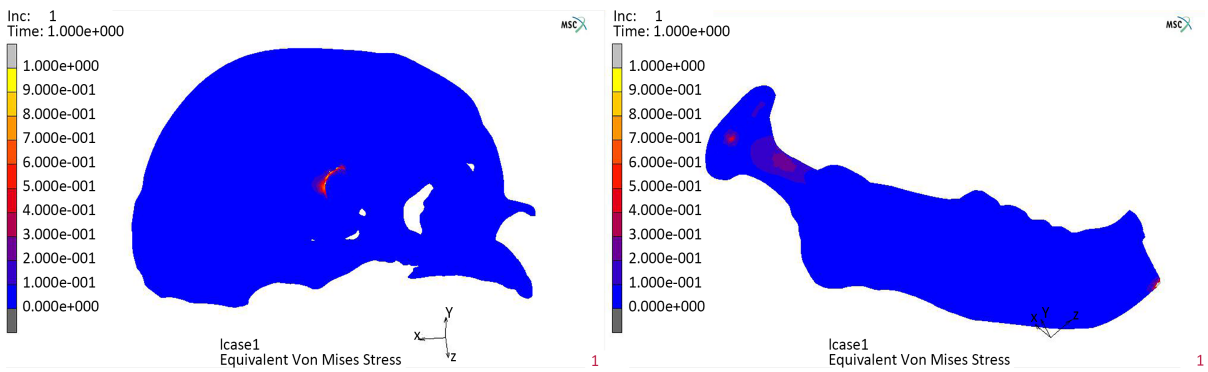 Inc: 1
Time: 1.000e+000
MSC
1.000e+000
9.000e-001
8.000e-001
7.000e-001
6.000e-001
5.000e-001
4.000e-001
3.000e-001
2.000e-001
1.000e-001
0.000e+000
Y
X
Z
lcase1
Equivalent Von Mises Stress
1
Inc: 1
Time: 1.000e+000
MSC
1.000e+000
9.000e-001
8.000e-001
7.000e-001
6.000e-001
5.000e-001
4.000e-001
3.000e-001
2.000e-001
1.000e-001
0.000e+000
X Y Z
lcase1
Equivalent Von Mises Stress
1